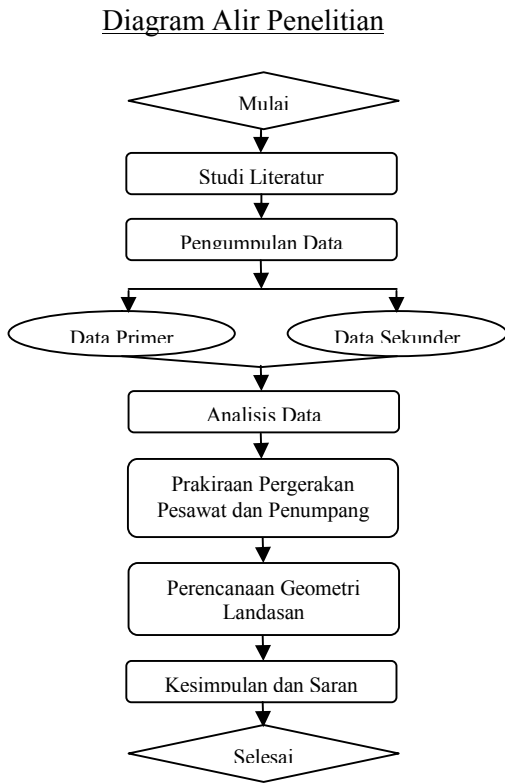 Diagram Alir Penelitian
Mulai
Studi Literatur
Pengumpulan Data
Data Primer
Data Sekunder
Analisis Data
Prakiraan Pergerakan
Pesawat dan Penumpang
Perencanaan Geometri
Landasan
Kesimpulan dan Saran
Selesai